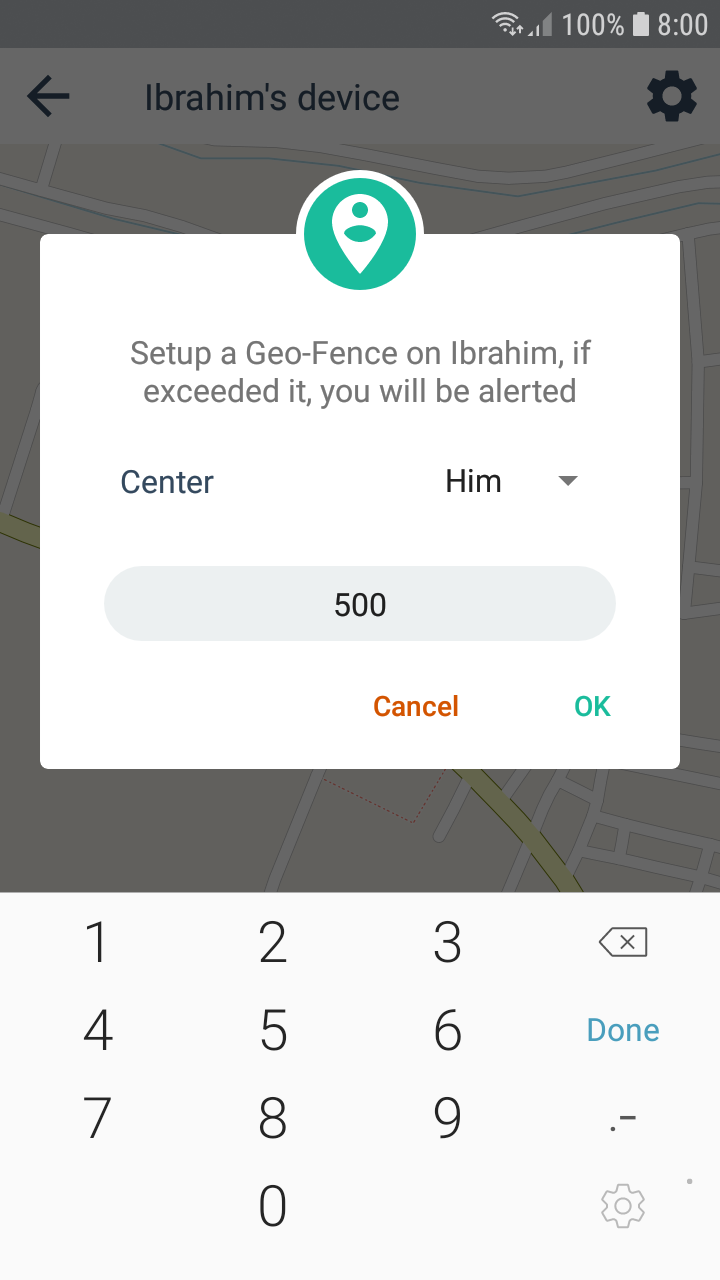 100% 8:00
Ibrahim's device
Setup a Geo-Fence on Ibrahim, if
exceeded it, you will be alerted
Center Him
500
Cancel OK
1 2 3
4 5 6 Done
7 8 9 .-
0